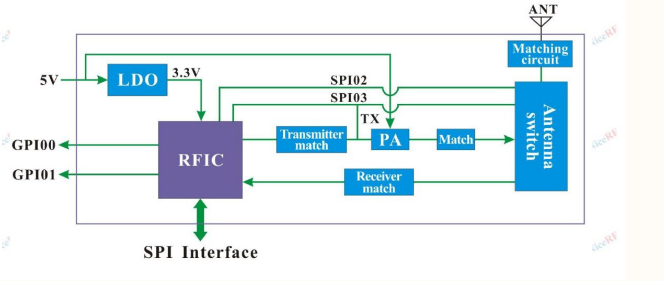 ANT
Matching
circuit
5V
LDO
3.3V
SPI02
SPI03
TX
Antenna
switch
GPI00
GPI01
RFIC
Transmitter
match
PA
Match
Receiver
match
SPI Interface